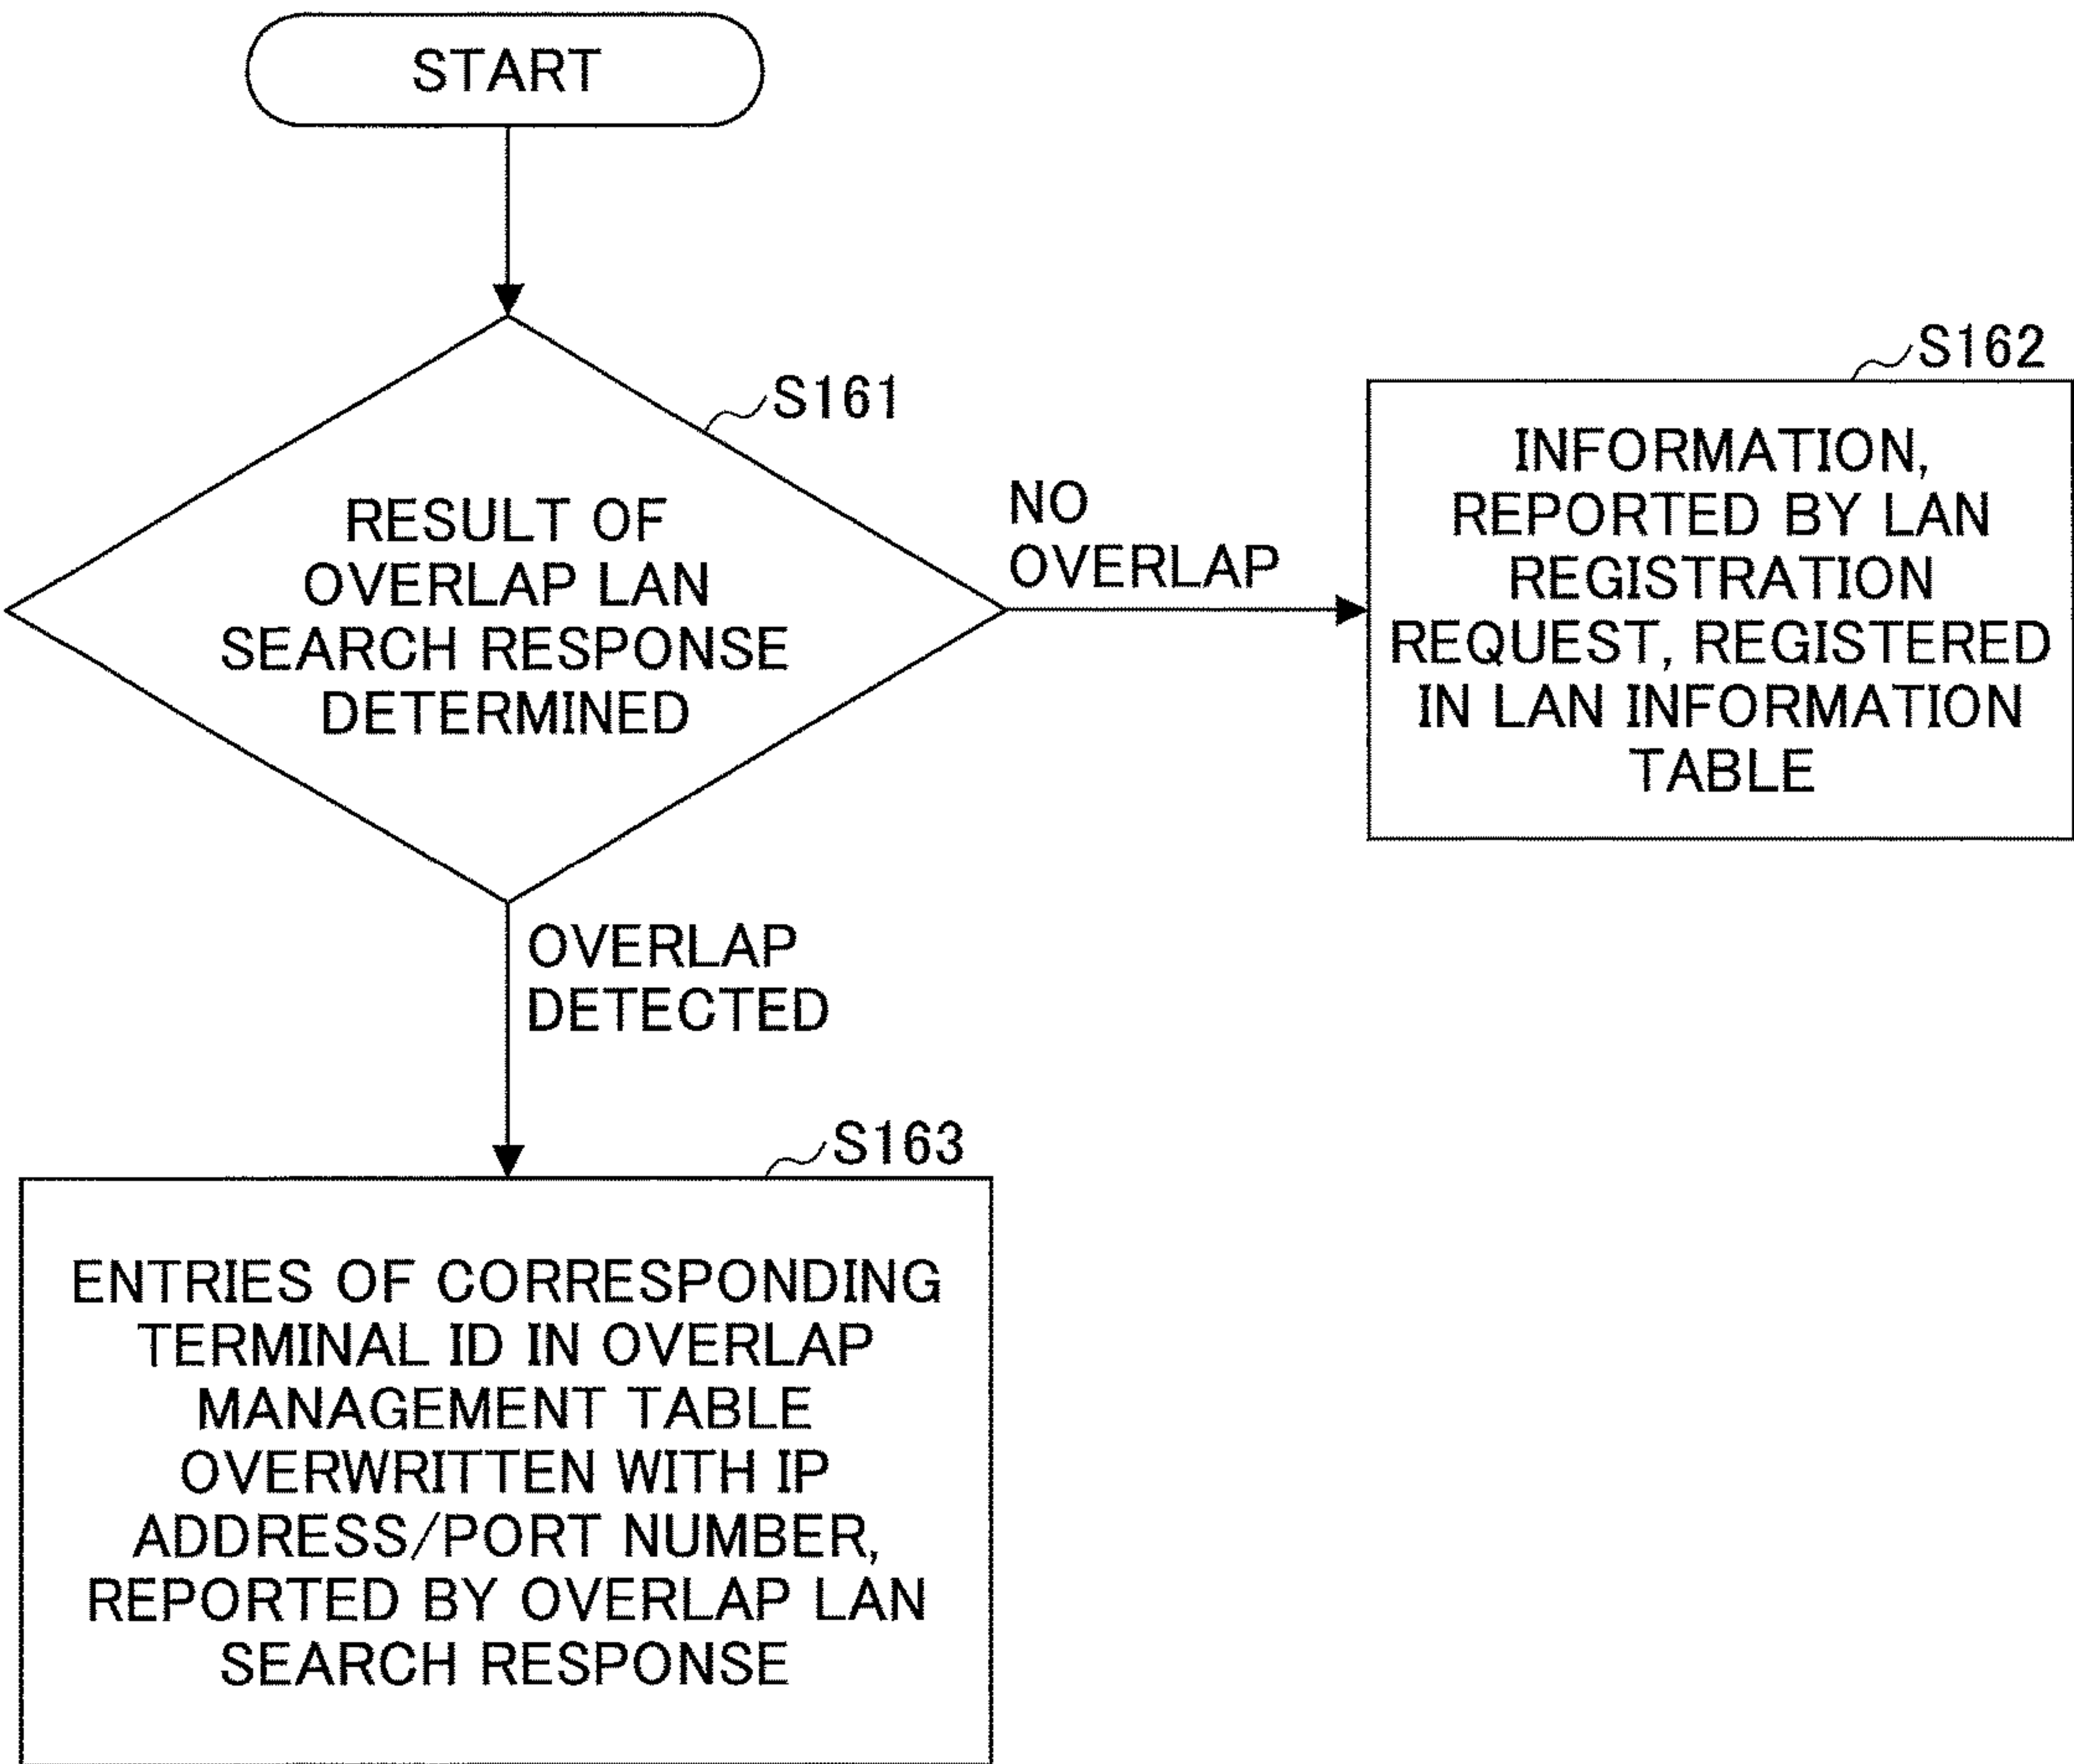 START
S161
RESULT OF
OVERLAP LAN
SEARCH RESPONSE
DETERMINED
NO
OVERLAP
S162
INFORMATION,
REPORTED BY LAN
REGISTRATION
REQUEST, REGISTERED
IN LAN INFORMATION
TABLE
OVERLAP
DETECTED
S163
ENTRIES OF CORRESPONDING
TERMINAL ID IN OVERLAP
MANAGEMENT TABLE
OVERWRITTEN WITH IP
ADDRESS/PORT NUMBER,
REPORTED BY OVERLAP LAN
SEARCH RESPONSE